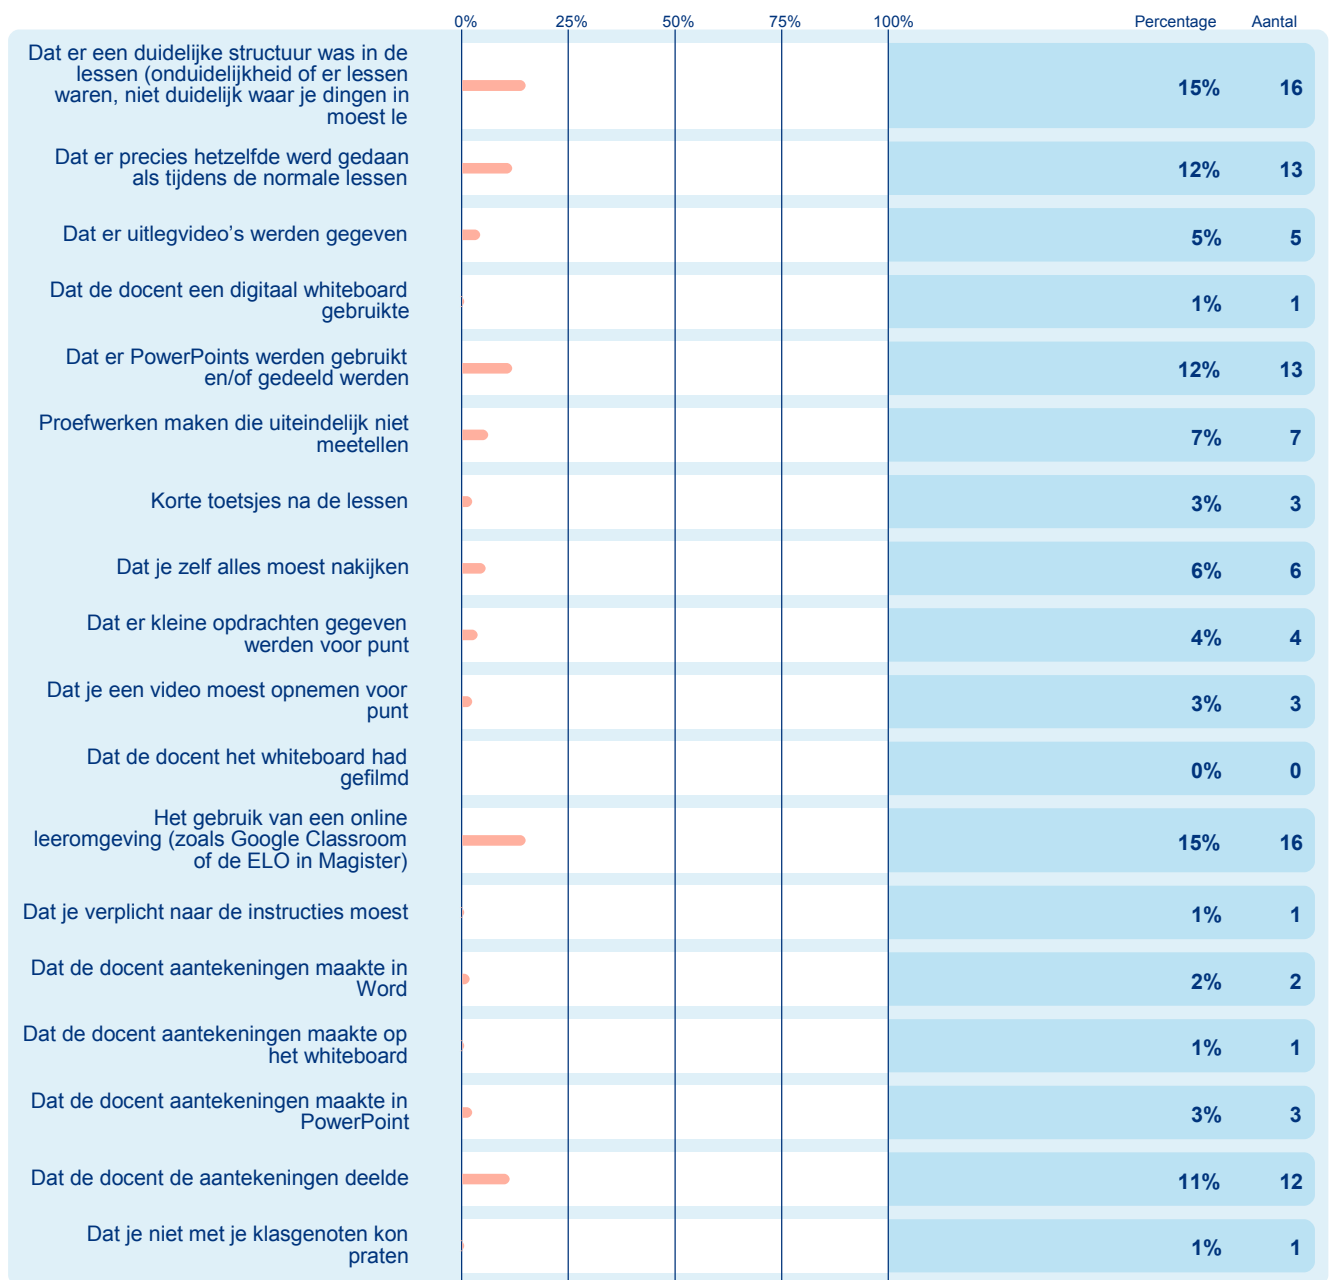 0% 25% 50% 75% 100% Percentage Aantal
Dat er een duidelijke structuur was in de
lessen (onduidelijkheid of er lessen
waren, niet duidelijk waar je dingen in
moest le
15% 16
Dat er precies hetzelfde werd gedaan
als tijdens de normale lessen
12% 13
Dat er uitlegvideo's werden gegeven
5% 5
Dat de docent een digitaal whiteboard
gebruikte
1% 1
Dat er PowerPoints werden gebruikt
en/of gedeeld werden
12% 13
Proefwerken maken die uiteindelijk niet
meetellen
7% 7
Korte toetsjes na de lessen
3% 3
Dat je zelf alles moest nakijken
6% 6
Dat er kleine opdrachten gegeven
werden voor punt
4% 4
Dat je een video moest opnemen voor
punt
3% 3
Dat de docent het whiteboard had
gefilmd
0% 0
Het gebruik van een online
leeromgeving (zoals Google Classroom
of de ELO in Magister)
15% 16
Dat je verplicht naar de instructies moest
1% 1
Dat de docent aantekeningen maakte in
Word
2% 2
Dat de docent aantekeningen maakte op
het whiteboard
1% 1
Dat de docent aantekeningen maakte in
PowerPoint
3% 3
Dat de docent de aantekeningen deelde
11% 12
Dat je niet met je klasgenoten kon
praten
1% 1